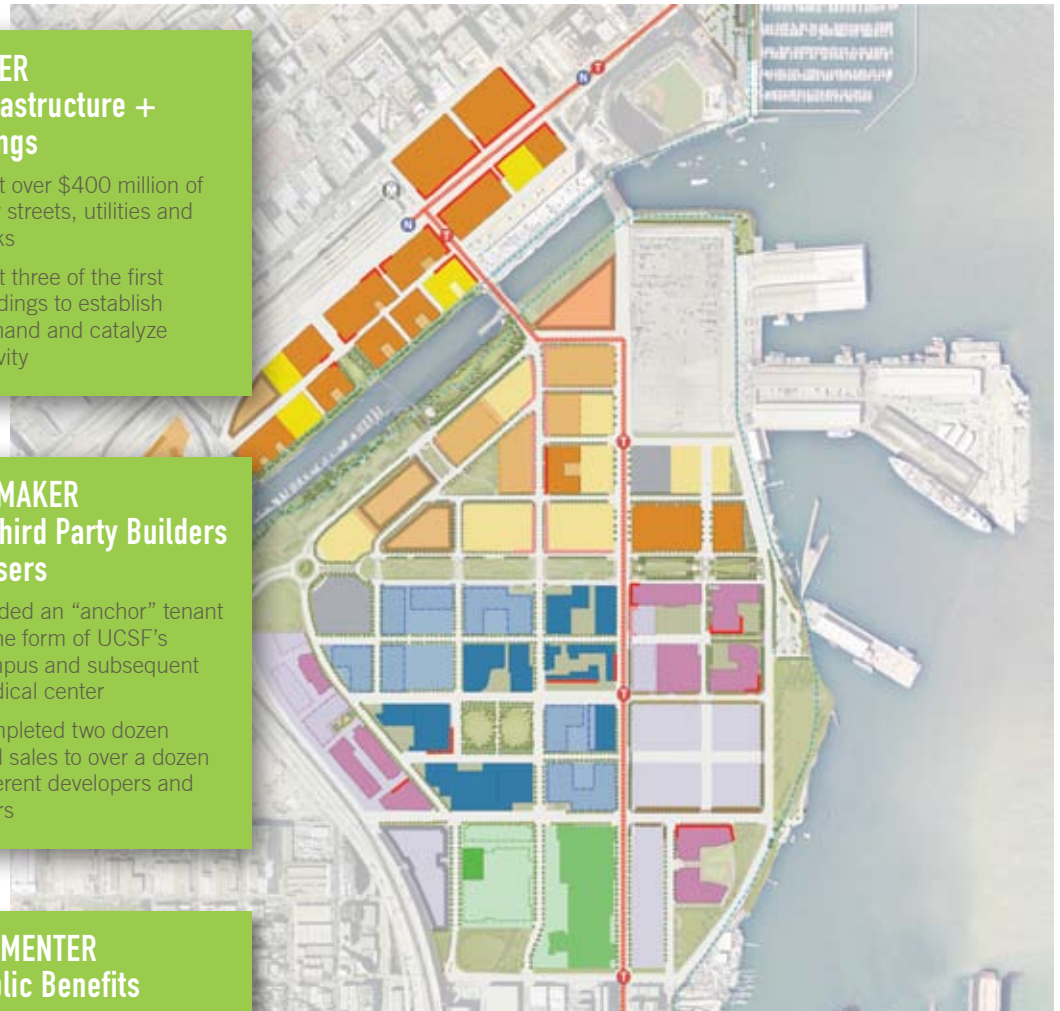 ER
astructure +
ngs
t over $400 million of
streets, utilities and
ks
t three of the first
dings to establish
nand and catalyze
vity
MAKER
hird Party Builders
sers
ded an “anchor” tenant
ne form of UCSF’s
npus and subsequent
dical center
mpleted two dozen
d sales to over a dozen
erent developers and
rs
MENTER
lic Benefits
N
T
M
N
T
T
T
T